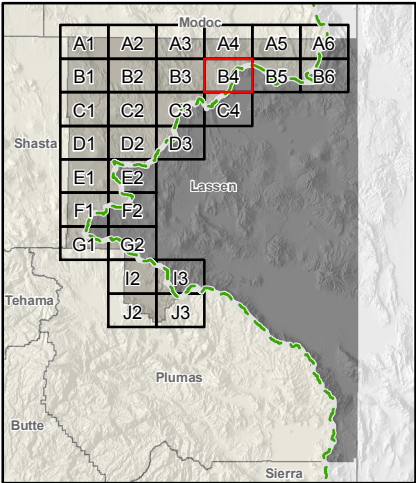 Modoc
A1 A2 A3 A4 A5 A6
B1 B2 B3 B4 B5 B6
C1 C2 C3 C4
Shasta D1 D2 D3
E1 E2
Lassen
F1 F2
G1 G2
I2 I3
Tehama
J2 J3
Plumas
Butte
Sierra